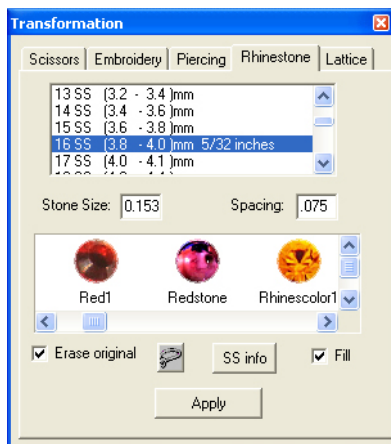 Transformation
Scissors Embroidery Piercing Rhinestone Lattice
13 SS (3.2 - 3.4 )mm
14 SS (3.4 - 3.6 )mm
15 SS (3.6 - 3.8 )mm
16 SS (3.8 - 4.0 )mm 5/32 inches
17 SS (4.0 - 4.1 )mm
Stone Size: 0.153 Spacing: .075
Red1 Redstone Rhinescolor1
Erase original SS info Fill
Apply